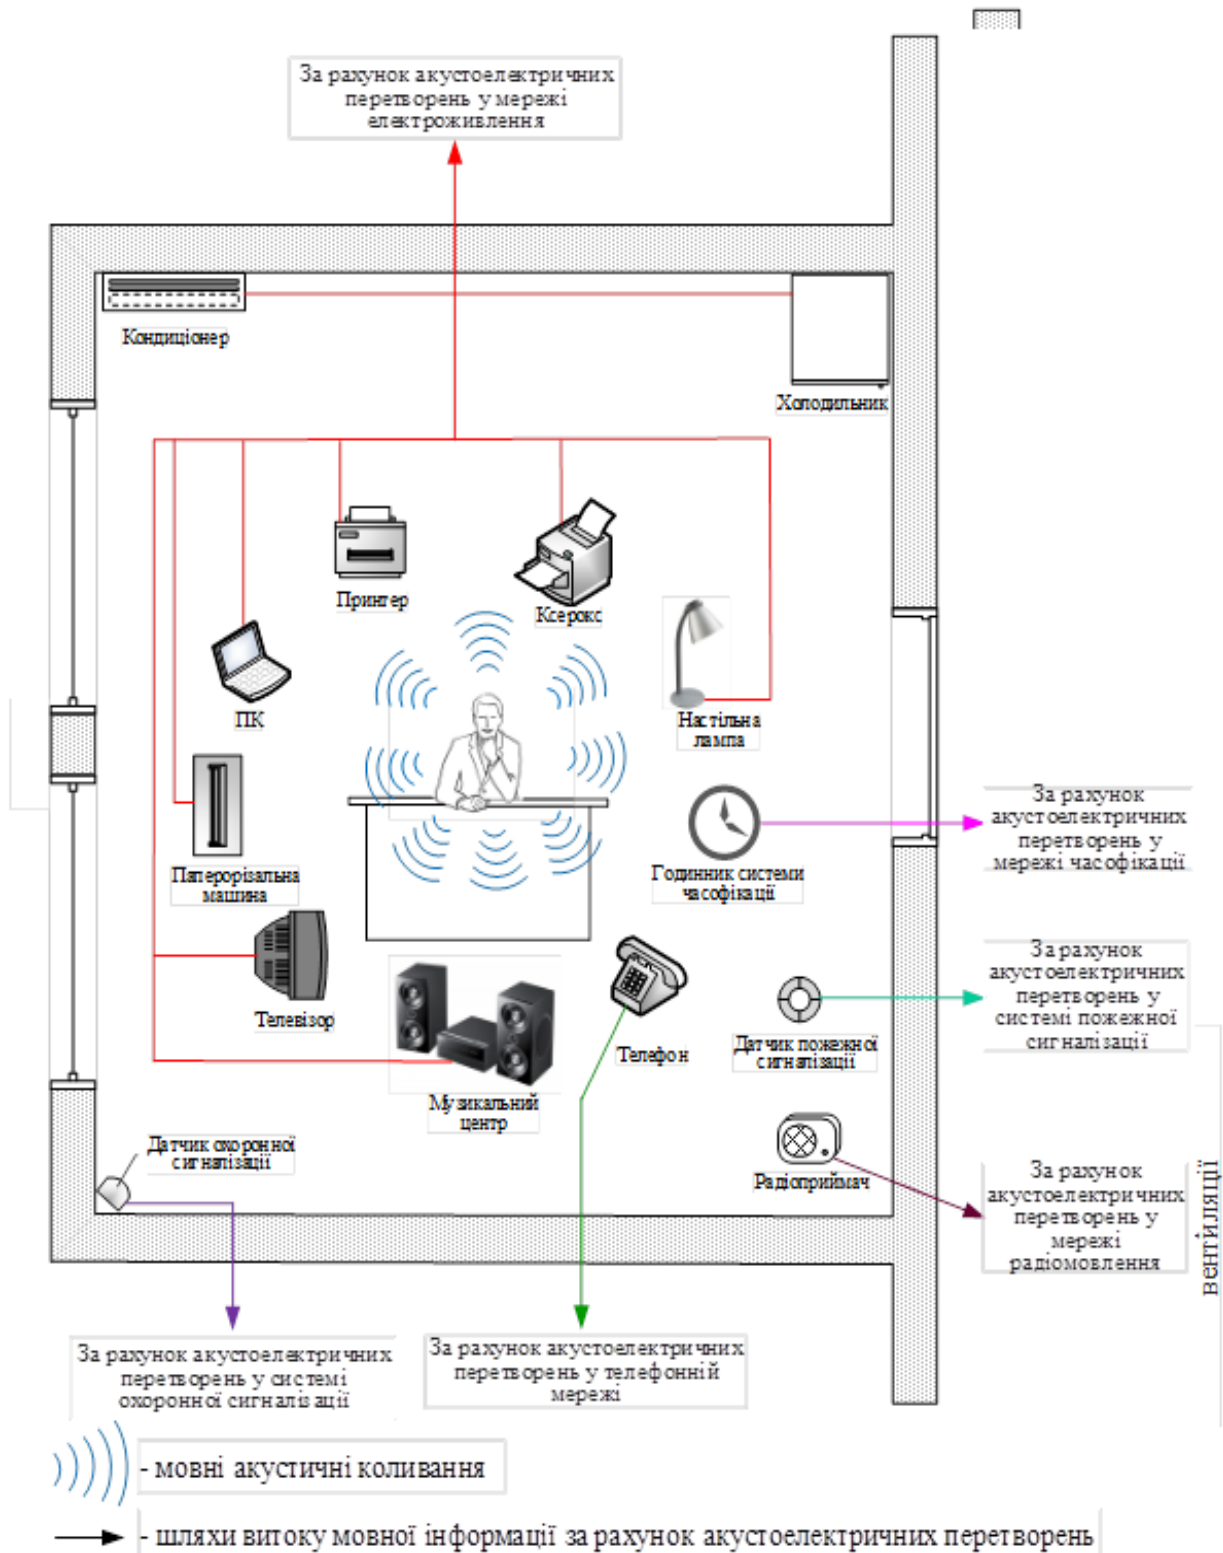 За рахунок акустоелектричних
перетворень у мережі
електроживлення
Кондиціонер
Холодильник
Принтер
Ксерокс
ПК
Настільна
лампа
Паперорізальна
машина
Годинник системи
часофікації
За рахунок
акустоелектричних
перетворень у
мережі часофікації
Телевізор
Музикальний
центр
Телефон
Датчик пожежної
сигналізації
За рахунок
акустоелектричних
перетворень у
системі пожежної
сигналізації
Датчик охоронної
сигналізації
Радіоприймач
За рахунок
акустоелектричних
перетворень у
мережі
радіомовлення
вентіляції
За рахунок акустоелектричних
перетворень у системі
охоронної сигналізації
За рахунок акустоелектричних
перетворень у телефонній
мережі
- мовні акустичні коливання
- шляхи витоку мовної інформації за рахунок акустоелектричних перетворень